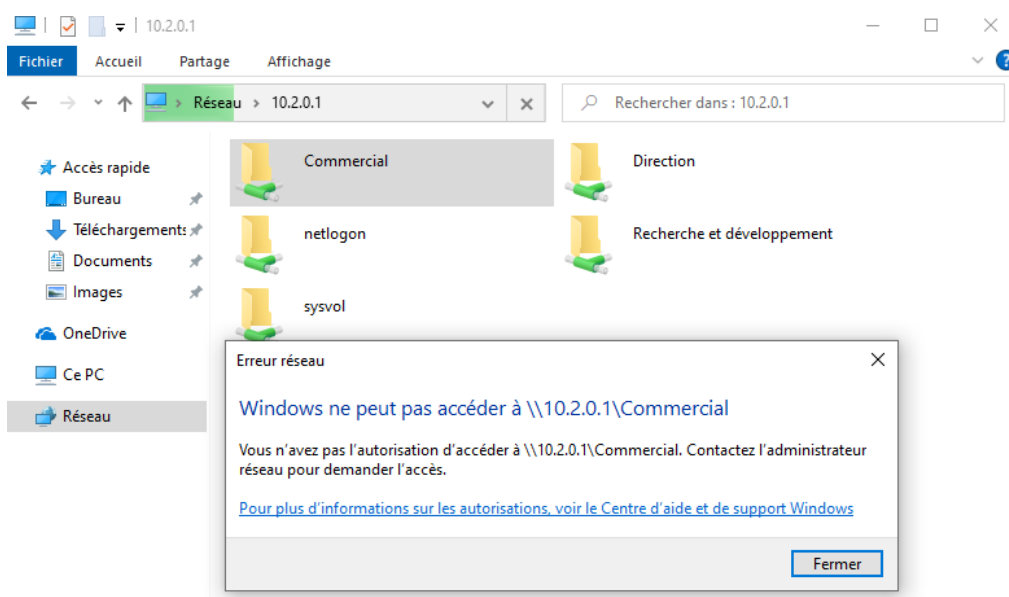 10.2.0.1
Fichier Accueil Partage Affichage
Réseau 10.2.0.1
Rechercher dans : 10.2.0.1
Accès rapide
Bureau
Téléchargements
Documents
Images
OneDrive
Ce PC
Réseau
Commercial
Direction
netlogon
Recherche et développement
sysvol
Erreur réseau
Windows ne peut pas accéder à \\10.2.0.1\Commercial
Vous n'avez pas l'autorisation d'accéder à \\10.2.0.1\Commercial. Contactez l'administrateur
réseau pour demander l'accès.
Pour plus d'informations sur les autorisations, voir le Centre d'aide et de support Windows
Fermer